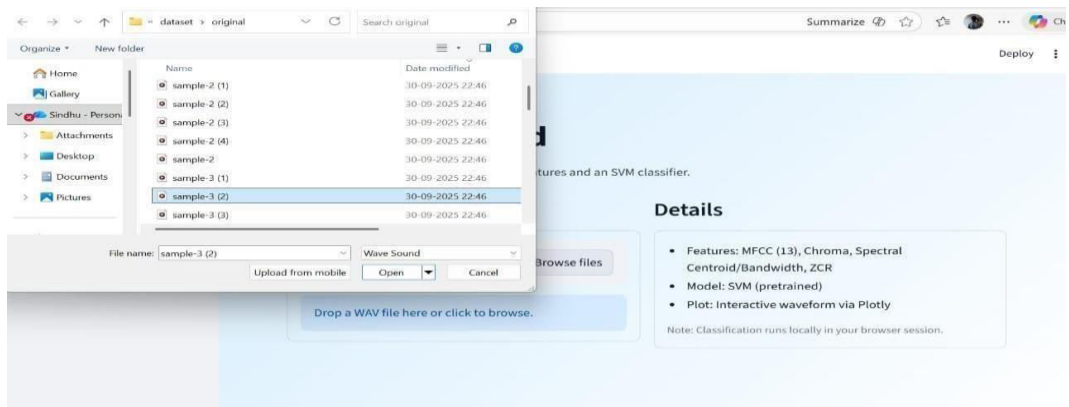 « dataset > original
Search original
Summarize
Ch
Organize
New folder
Deploy
Home
Gallery
Sindhu - Person
Attachments
Desktop
Documents
Pictures
Name
Date modified
sample-2 (1)
30-09-2025 22:46
sample-2 (2)
30-09-2025 22:46
sample-2 (3)
30-09-2025 22:46
sample-2 (4)
30-09-2025 22:46
sample-2
30-09-2025 22:46
sample-3 (1)
30-09-2025 22:46
sample-3 (2)
30-09-2025 22:46
sample-3 (3)
30-09-2025 22:46
File name: sample-3 (2)
Wave Sound
Upload from mobile
Open
Cancel
d
tures and an SVM classifier.
Browse files
Drop a WAV file here or click to browse.
Details
• Features: MFCC (13), Chroma, Spectral
Centroid/Bandwidth, ZCR
• Model: SVM (pretrained)
• Plot: Interactive waveform via Plotly
Note: Classification runs locally in your browser session.